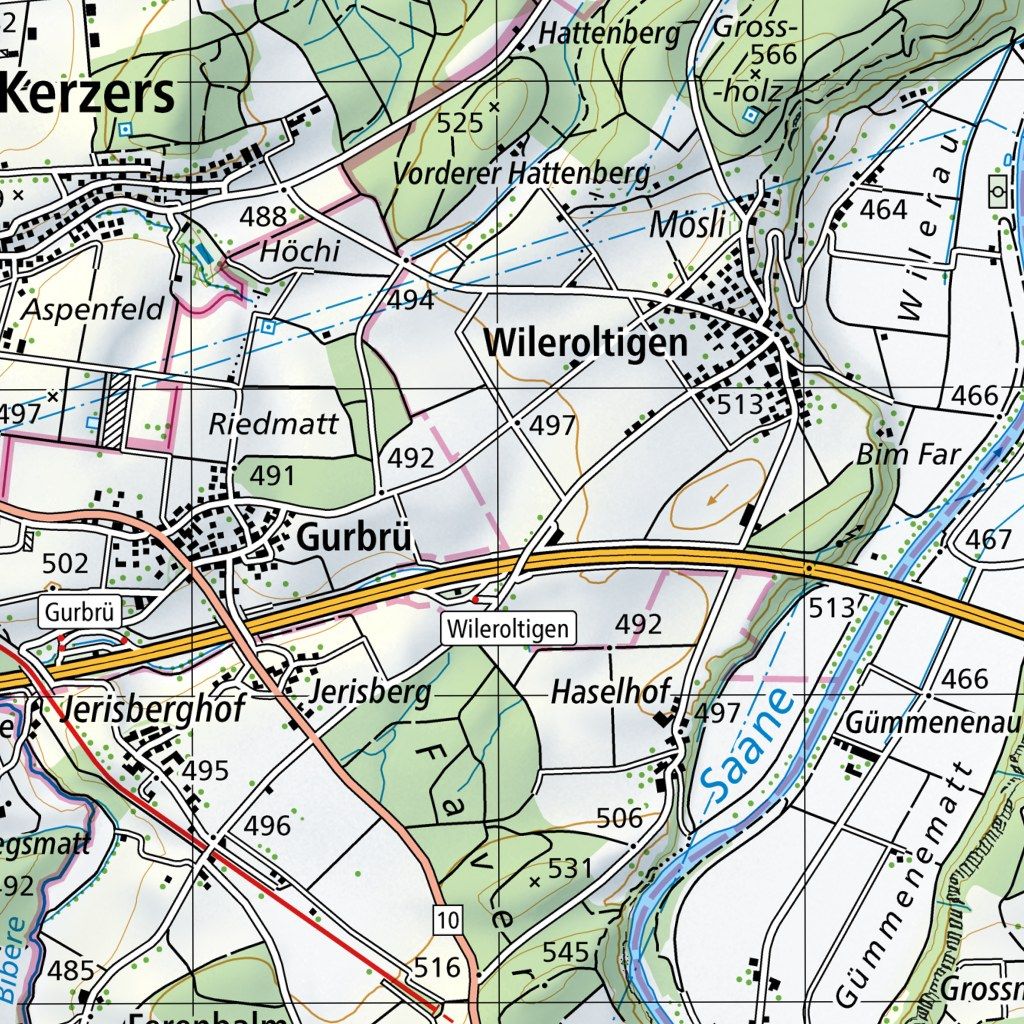 Hattenberg
Gross-
566
-holz
Kerzers
525
Vorderer Hattenberg
488
464
Mösli
Höchi
Wilerau
Aspenfeld
494
Wileroltigen
497
513
466
Riedmatt
497
492
491
Bim Far
Gurbrü
467
502
Gurbrü
513
Wileroltigen
492
466
Jerisberg
Haselhof
497
Jerisberghof
Gümmenenau
Saane
495
Faver
506
496
Gümmenematt
531
10
545
516
485
Bibere